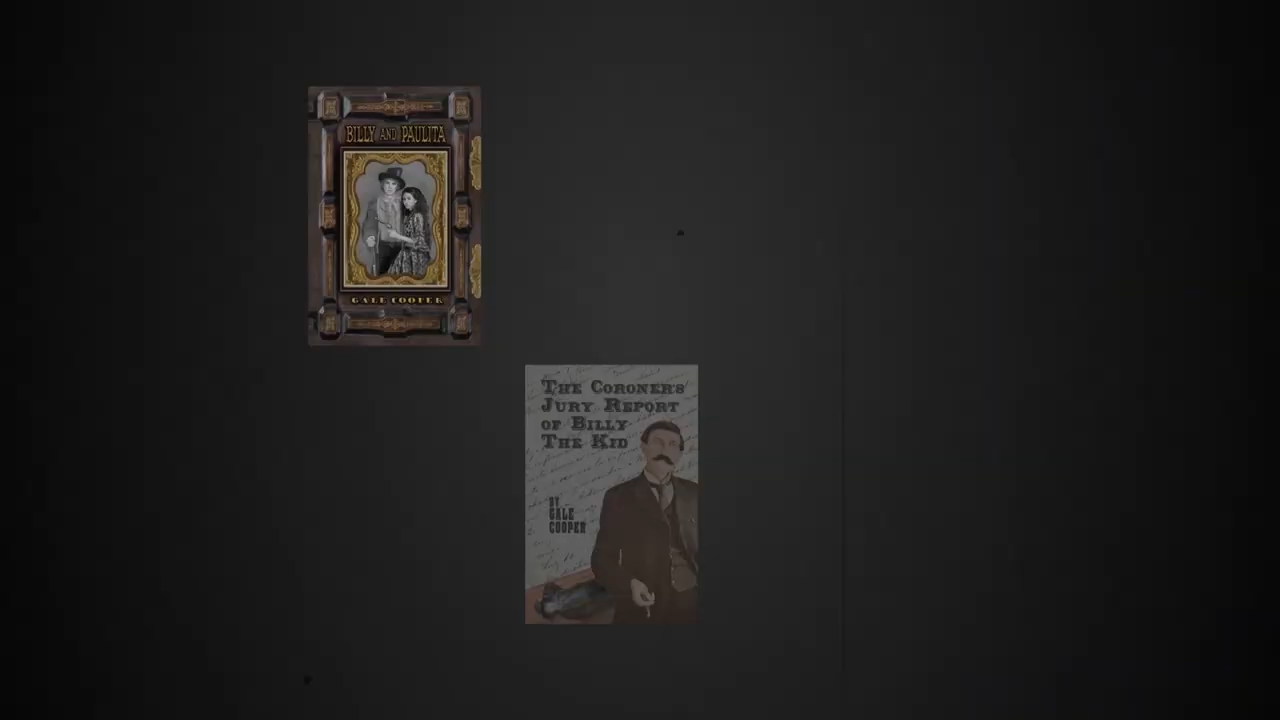 BILLY AND PAULITA
GALE COOPER
THE CORONER'S
JURY REPORT
OF BILLY
THE KID
BY
GALE
COOPER